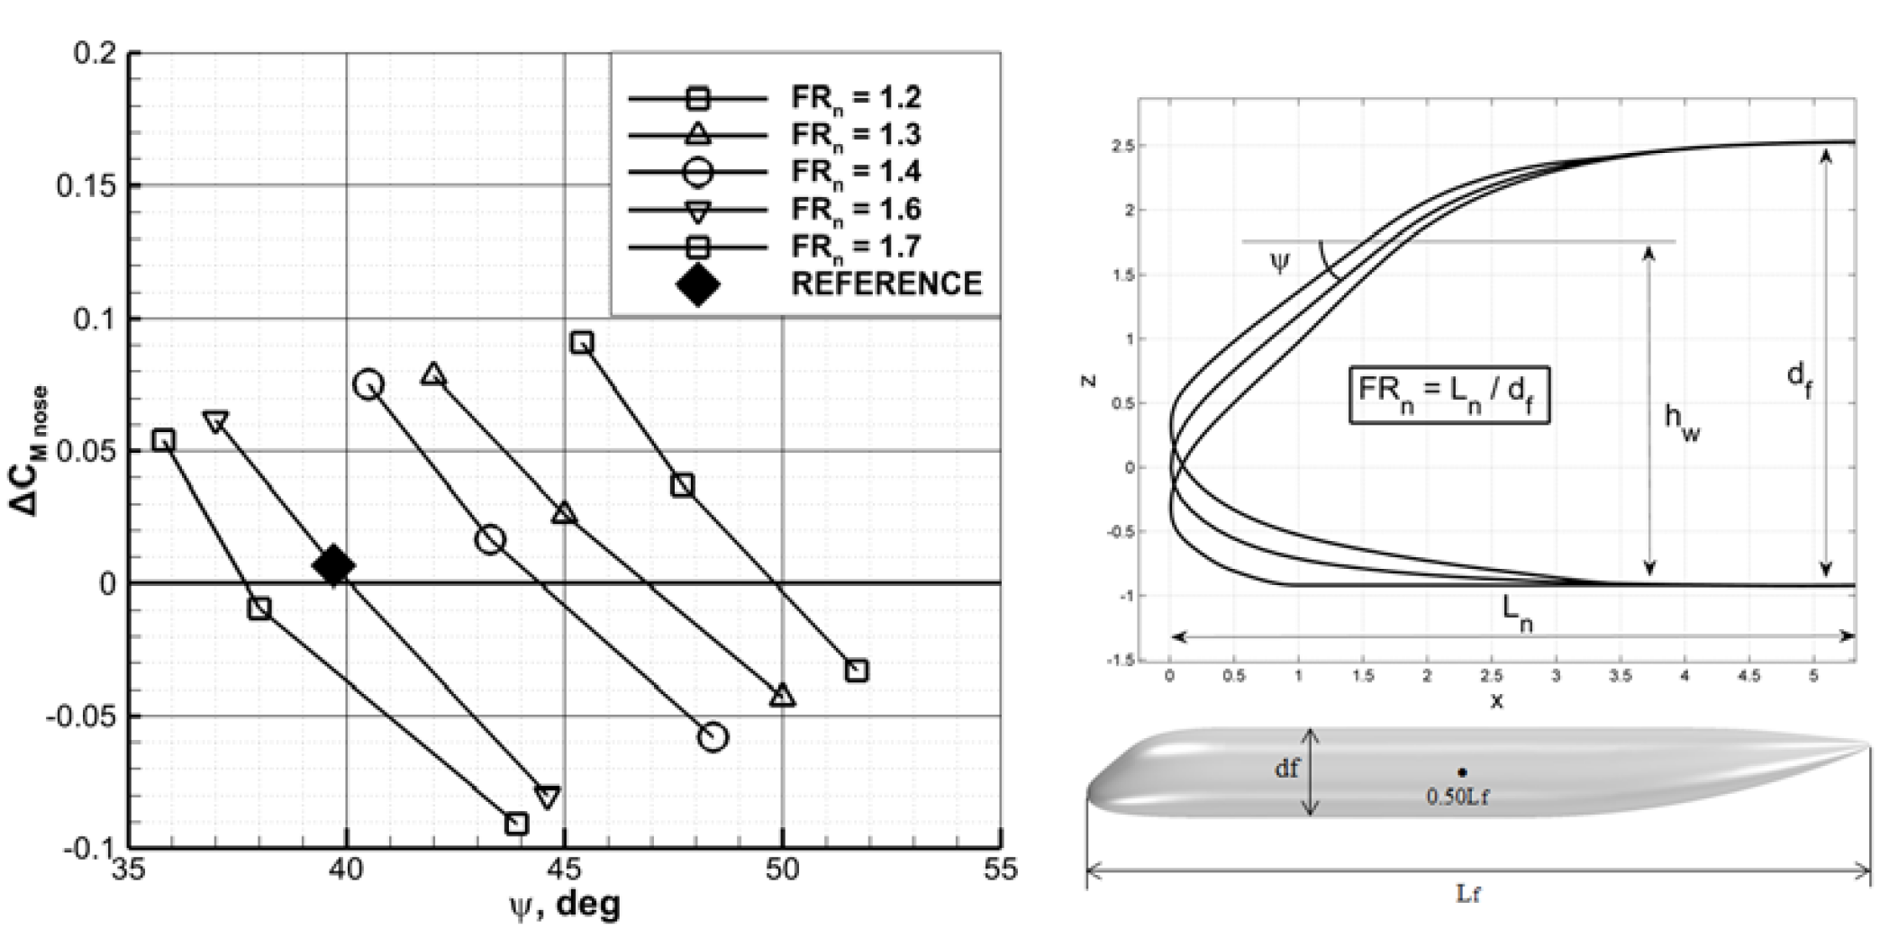 0.2
0.15
0.1
0.05
0
-0.05
-0.1
ΔC_M nose
35 40 45 50 55
ψ, deg
FR_n = 1.2
FR_n = 1.3
FR_n = 1.4
FR_n = 1.6
FR_n = 1.7
REFERENCE
2.5
2
1.5
1
0.5
0
-0.5
-1
-1.5
z
ψ
FR_n = L_n / d_f
h_w
d_f
L_n
0 0.5 1 1.5 2 2.5 3 3.5 4 4.5 5
x
df
0.50Lf
Lf